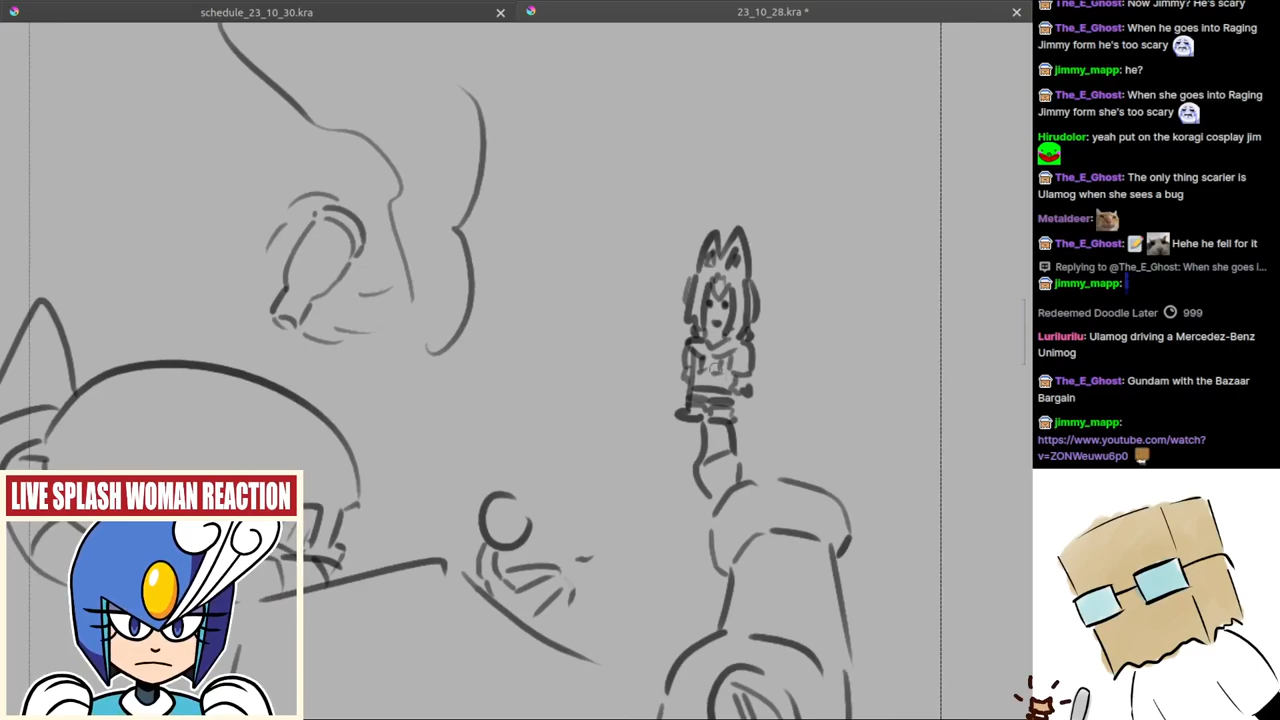 schedule_23_10_30.kra
23_10_28.kra *
The_E_Ghost: Now Jimmy? He's scary
The_E_Ghost: When he goes into Raging
Jimmy form he's too scary
jimmy_mapp: he?
The_E_Ghost: When she goes into Raging
Jimmy form she's too scary
Hirudolor: yeah put on the koragi cosplay jim
The_E_Ghost: The only thing scarier is
Ulamog when she sees a bug
Metaldeer:
The_E_Ghost: Hehe he fell for it
Replying to @The_E_Ghost: When she goes i...
jimmy_mapp:
Redeemed Doodle Later 999
Lurilurilu: Ulamog driving a Mercedez-Benz
Unimog
The_E_Ghost: Gundam with the Bazaar
Bargain
jimmy_mapp:
https://www.youtube.com/watch?
v=ZONWeuwu6p0
LIVE SPLASH WOMAN REACTION